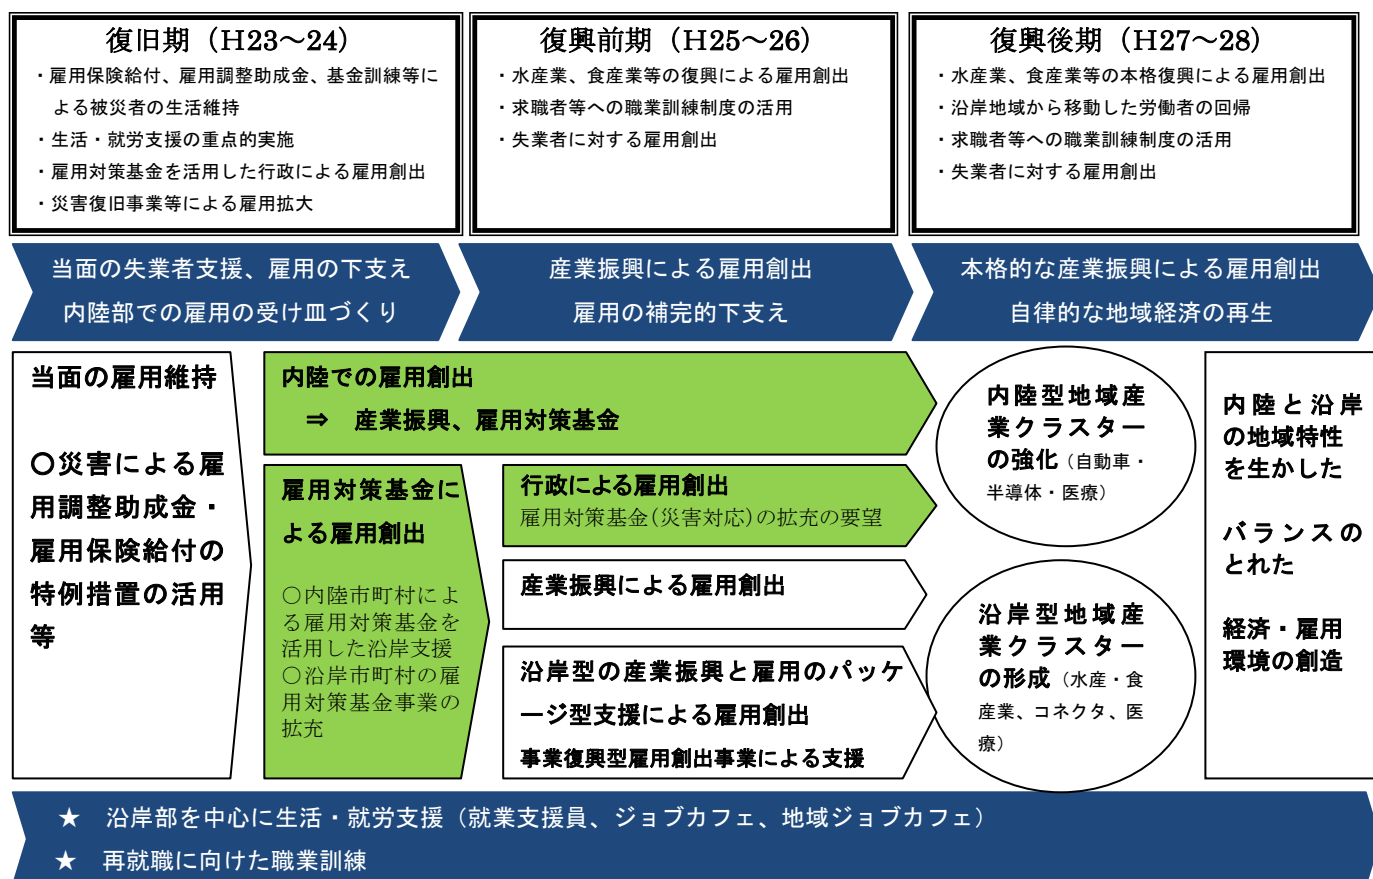 復旧期（H23～24）
・雇用保険給付、雇用調整助成金、基金訓練等に
よる被災者の生活維持
・生活・就労支援の重点的実施
・雇用対策基金を活用した行政による雇用創出
・災害復旧事業等による雇用拡大
復興前期（H25～26）
・水産業、食産業等の復興による雇用創出
・求職者等への職業訓練制度の活用
・失業者に対する雇用創出
復興後期（H27～28）
・水産業、食産業等の本格復興による雇用創出
・沿岸地域から移動した労働者の回帰
・求職者等への職業訓練制度の活用
・失業者に対する雇用創出
当面の失業者支援、雇用の下支え
内陸部での雇用の受け皿づくり
産業振興による雇用創出
雇用の補完的下支え
本格的な産業振興による雇用創出
自律的な地域経済の再生
当面の雇用維持
〇災害による雇
用調整助成金・
雇用保険給付の
特例措置の活用
等
内陸での雇用創出
⇒ 産業振興、雇用対策基金
雇用対策基金に
よる雇用創出
○内陸市町村によ
る雇用対策基金を
活用した沿岸支援
○沿岸市町村の雇
用対策基金事業の
拡充
行政による雇用創出
雇用対策基金(災害対応)の拡充の要望
産業振興による雇用創出
沿岸型の産業振興と雇用のパッケ
ージ型支援による雇用創出
事業復興型雇用創出事業による支援
内陸型地域産
業クラスター
の強化（自動車・
半導体・医療）
沿岸型地域産
業クラスター
の形成（水産・食
産業、コネクタ、医
療）
内陸と沿岸
の地域特性
を生かした
バランスの
とれた
経済・雇用
環境の創造
★ 沿岸部を中心に生活・就労支援（就業支援員、ジョブカフェ、地域ジョブカフェ）
★ 再就職に向けた職業訓練